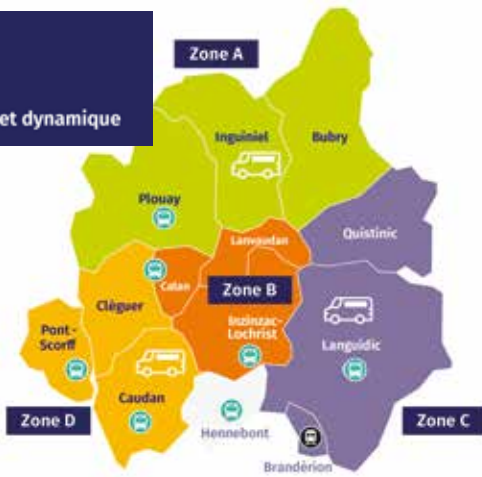 Zone A
et dynamique
Inguiniel
Bubry
Plouay
Lanvaudan
Quistinic
Calan
Zone B
Clèguer
Inzinzac-
Lochrist
Pont-
Scorff
Languidic
Caudan
Zone D
Hennebont
Zone C
Brandérion